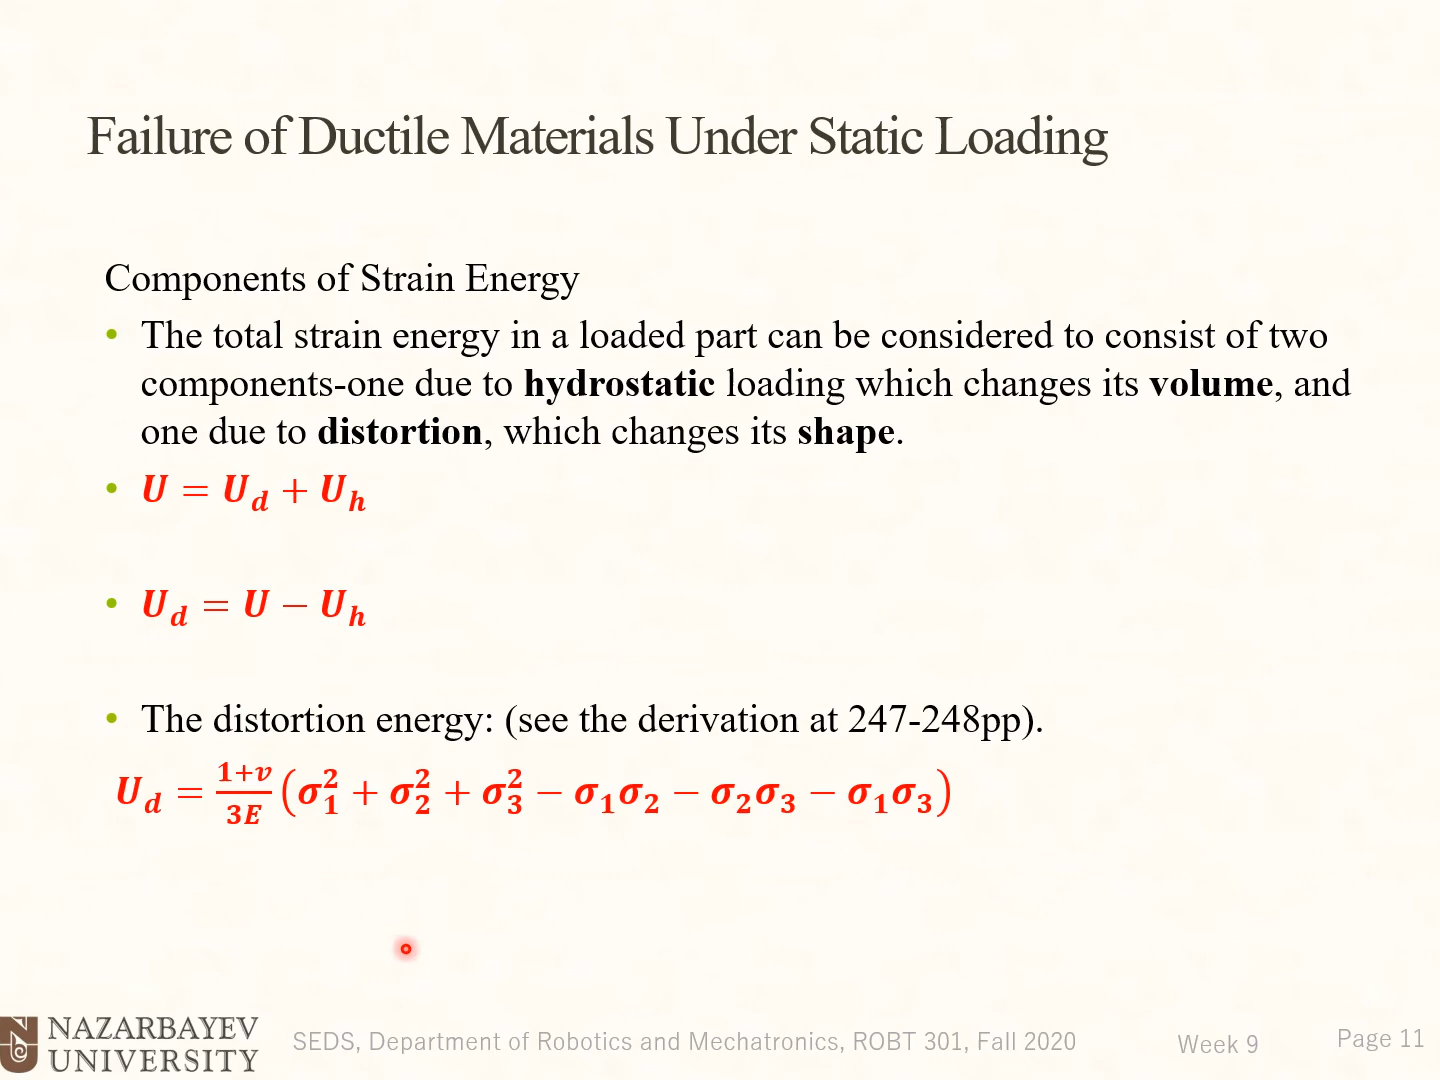 Failure of Ductile Materials Under Static Loading
Components of Strain Energy
• The total strain energy in a loaded part can be considered to consist of two
components-one due to hydrostatic loading which changes its volume, and
one due to distortion, which changes its shape.
• U = U_d + U_h
• U_d = U − U_h
• The distortion energy: (see the derivation at 247-248pp).
U_d = \frac{1+v}{3E} (σ_1^2 + σ_2^2 + σ_3^2 − σ_1σ_2 − σ_2σ_3 − σ_1σ_3)
NAZARBAYEV
UNIVERSITY
SEDS, Department of Robotics and Mechatronics, ROBT 301, Fall 2020
Week 9
Page 11